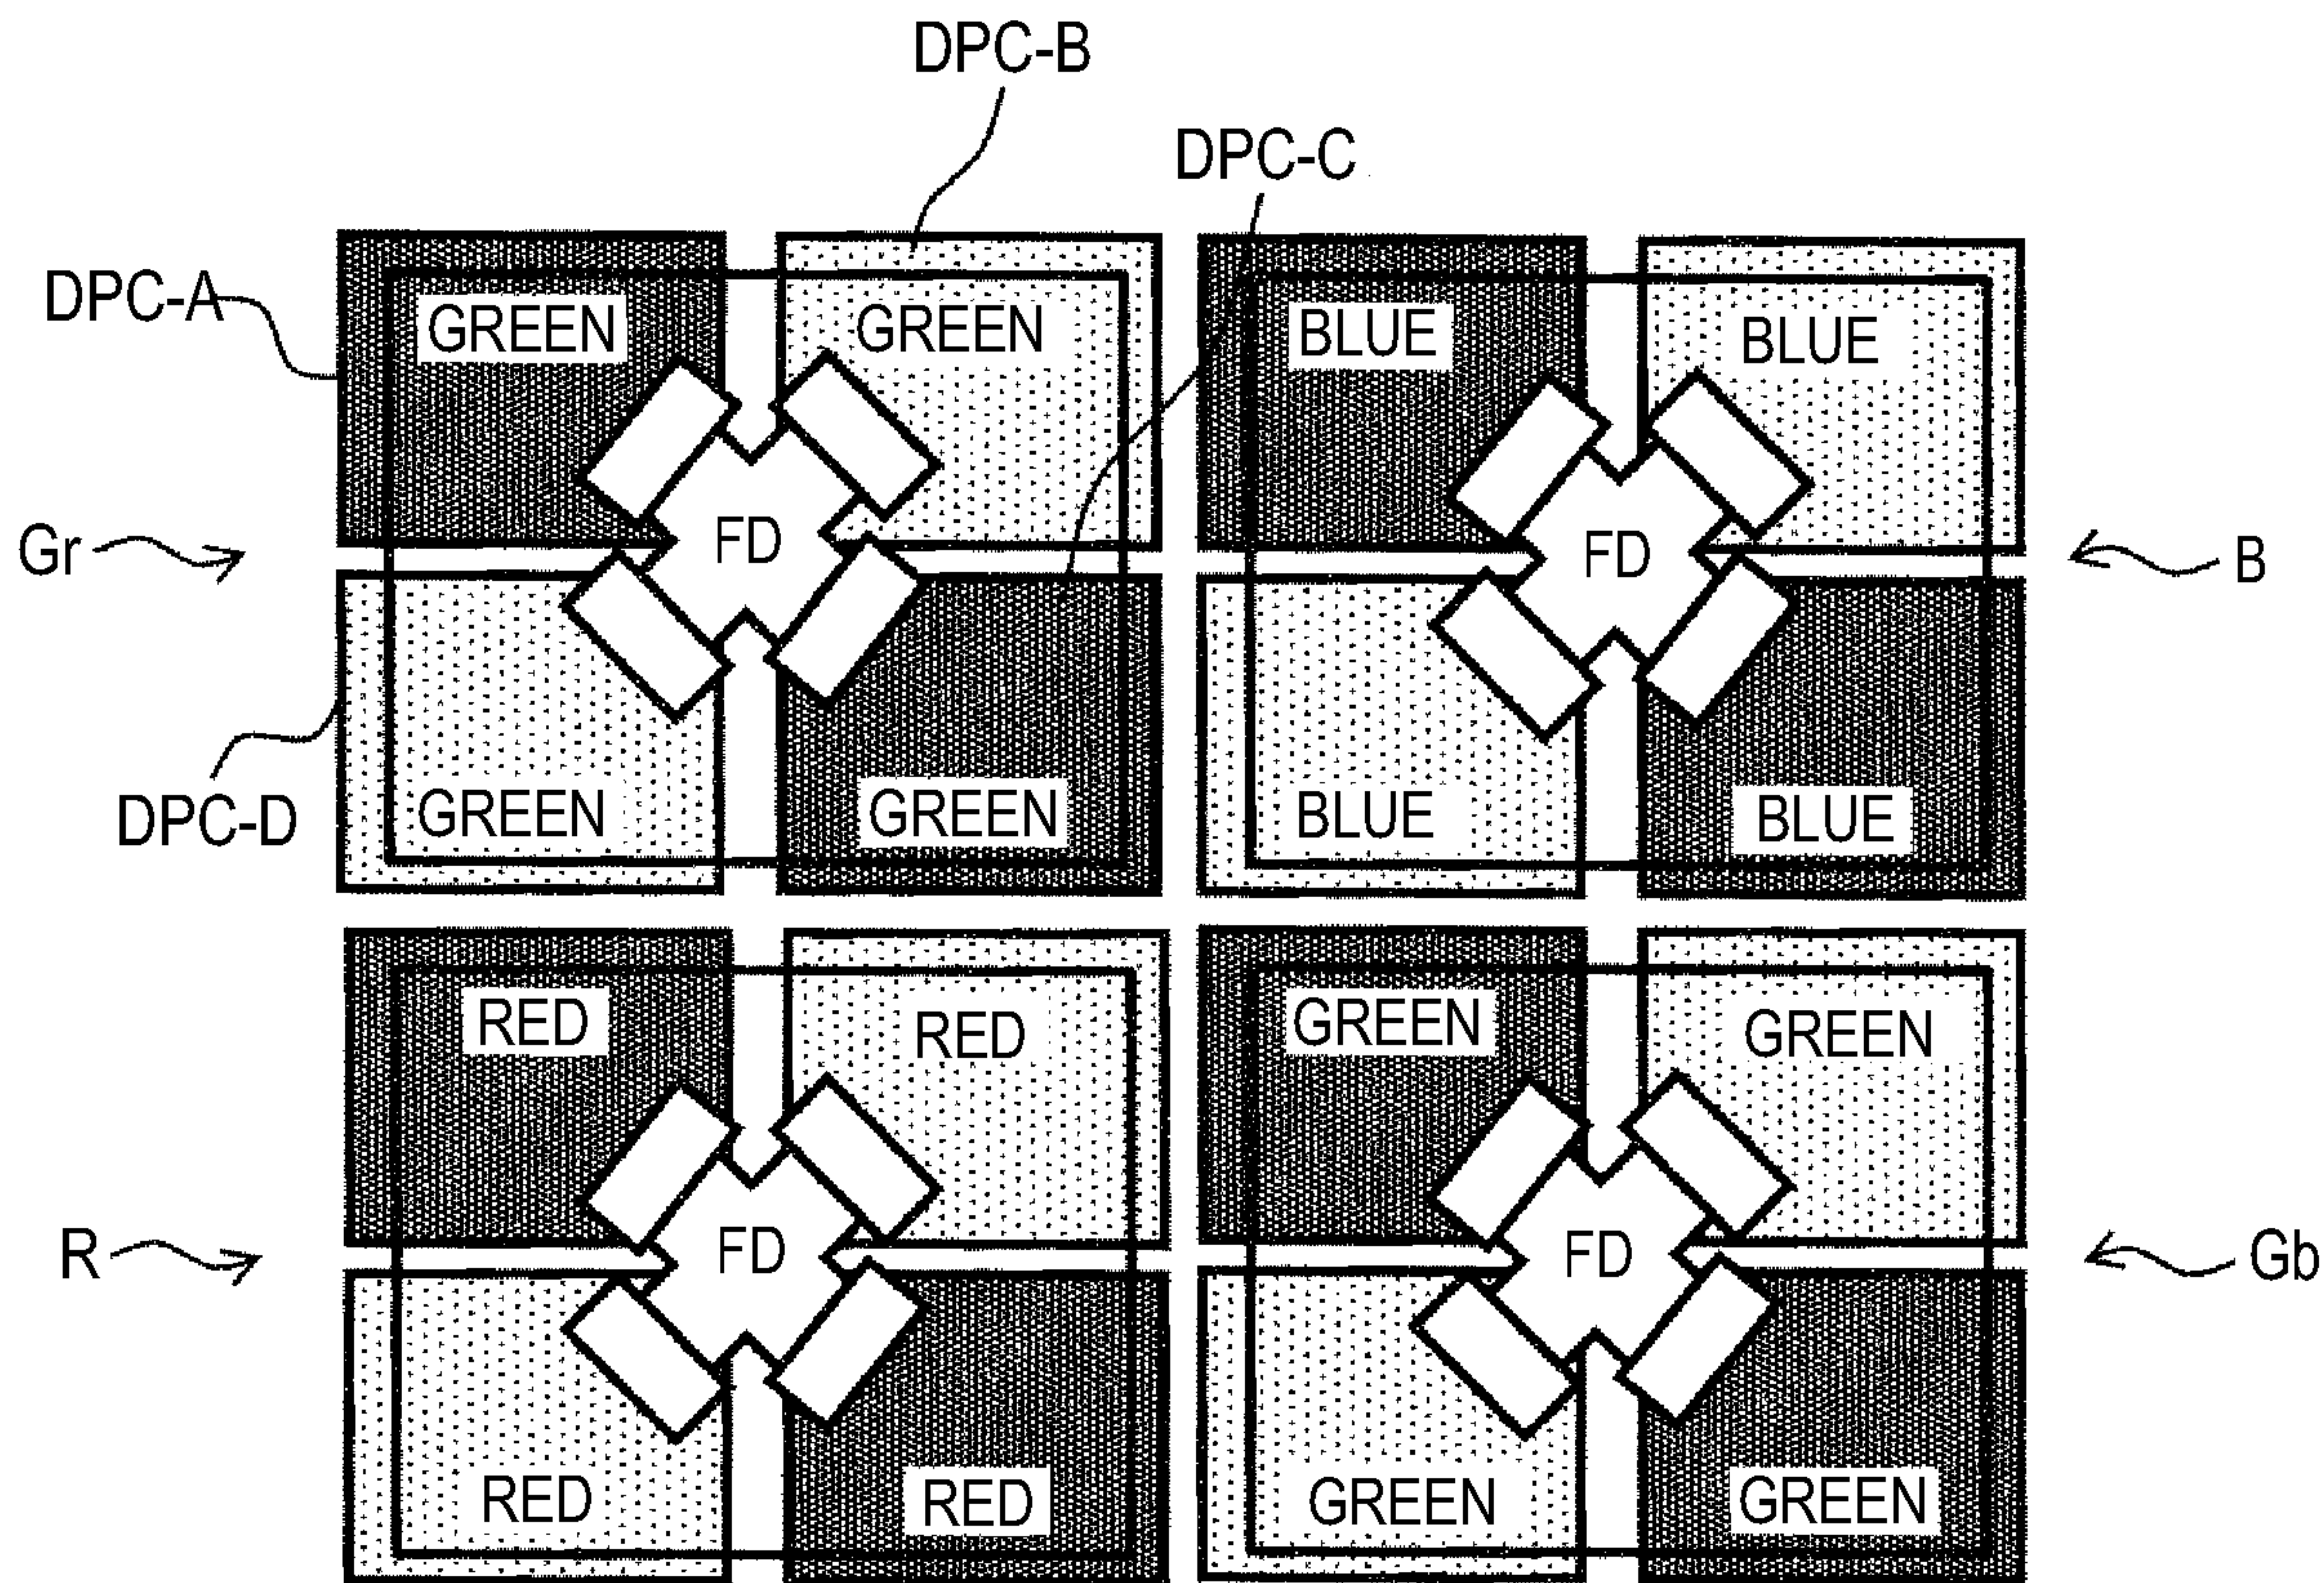 DPC-B
DPC-C
DPC-A
GREEN GREEN BLUE BLUE
Gr FD FD B
DPC-D GREEN GREEN BLUE BLUE
RED RED GREEN GREEN
R FD FD Gb
RED RED GREEN GREEN